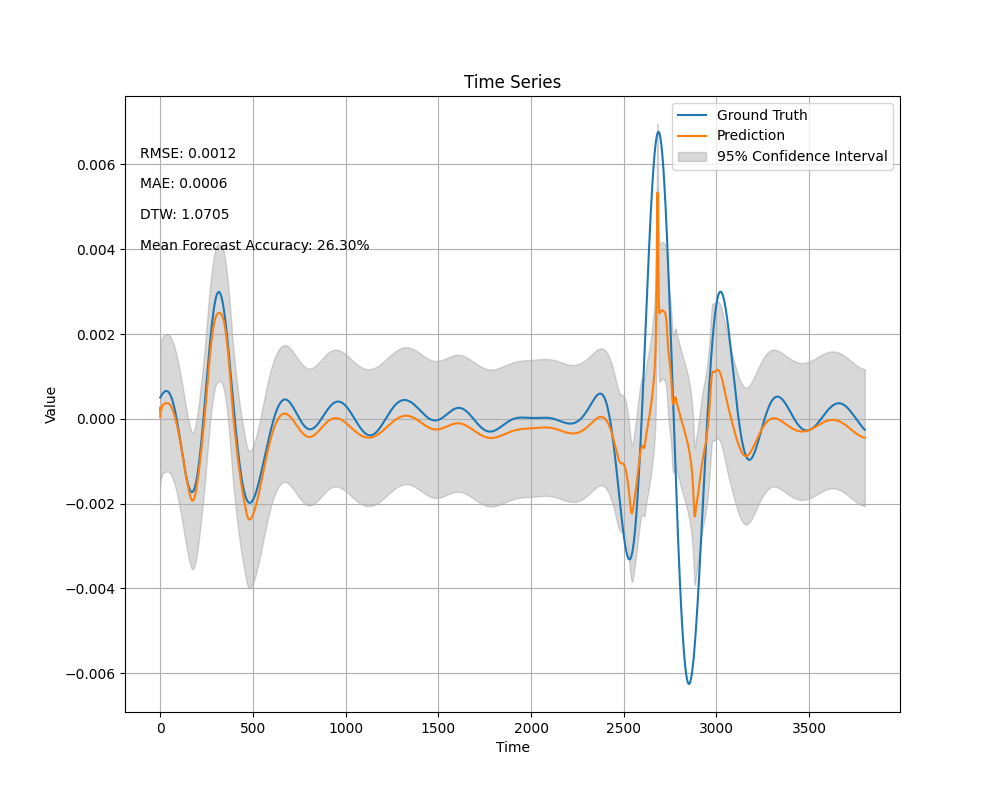 Time Series
Ground Truth
Prediction
95% Confidence Interval
RMSE: 0.0012
MAE: 0.0006
DTW: 1.0705
Mean Forecast Accuracy: 26.30%
0.006
0.004
0.002
0.000
−0.002
−0.004
−0.006
Value
0 500 1000 1500 2000 2500 3000 3500
Time